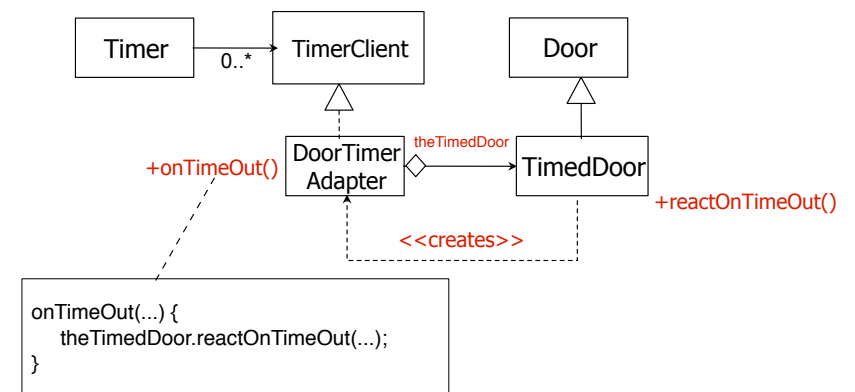 Timer
0..*
TimerClient
Door
+onTimeOut()
DoorTimer
Adapter
theTimedDoor
TimedDoor
+reactOnTimeOut()
<<creates>>
onTimeOut(...) {
theTimedDoor.reactOnTimeOut(...);
}